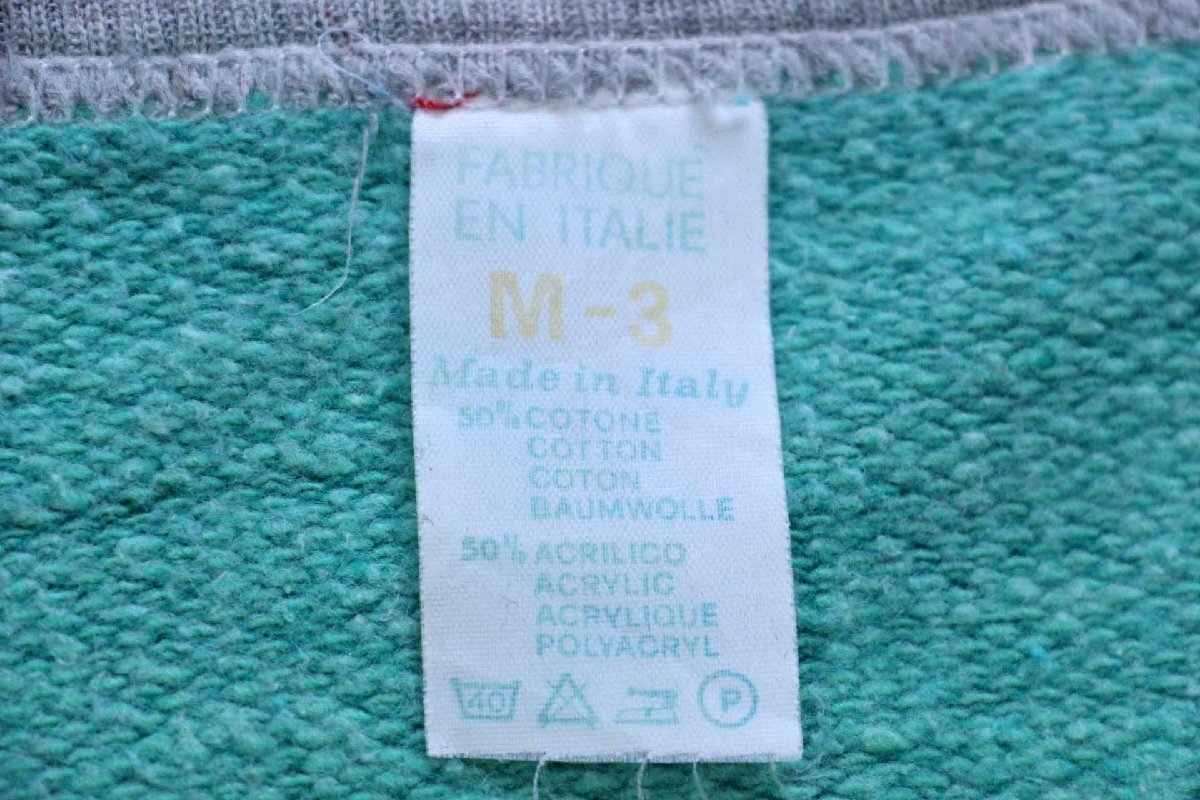 FABRIQUÉ
EN ITALIE
M-3
Made in Italy
50% COTONE
COTTON
COTON
BAUMWOLLE
50% ACRILICO
ACRYLIC
ACRYLIQUE
POLYACRYL
40 P